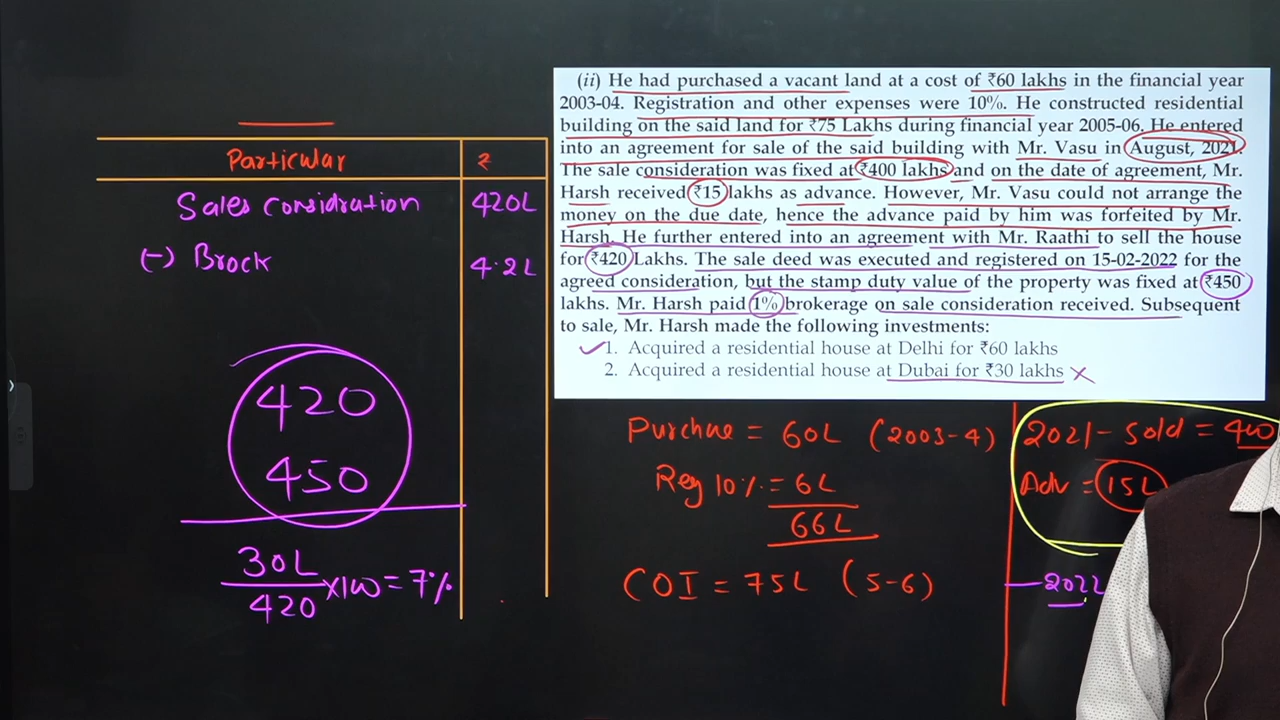 (ii) He had purchased a vacant land at a cost of ₹60 lakhs in the financial year
2003-04. Registration and other expenses were 10%. He constructed residential
building on the said land for ₹75 Lakhs during financial year 2005-06. He entered
into an agreement for sale of the said building with Mr. Vasu in August, 2021.
The sale consideration was fixed at ₹400 lakhs and on the date of agreement, Mr.
Harsh received ₹15 lakhs as advance. However, Mr. Vasu could not arrange the
money on the due date, hence the advance paid by him was forfeited by Mr.
Harsh. He further entered into an agreement with Mr. Raathi to sell the house
for ₹420 Lakhs. The sale deed was executed and registered on 15-02-2022 for the
agreed consideration, but the stamp duty value of the property was fixed at ₹450
lakhs. Mr. Harsh paid 1% brokerage on sale consideration received. Subsequent
to sale, Mr. Harsh made the following investments:
1. Acquired a residential house at Delhi for ₹60 lakhs
2. Acquired a residential house at Dubai for ₹30 lakhs
Particular ₹
Sales Considration 420L
(-) Brock 4.2L
420
450
30L
420
×100 = 7%
Purchae = 60L (2003-4)
Reg 10% = 6L
66L
COI = 75L (5-6)
2021 - Sold = 400
Adv = 15L
2022